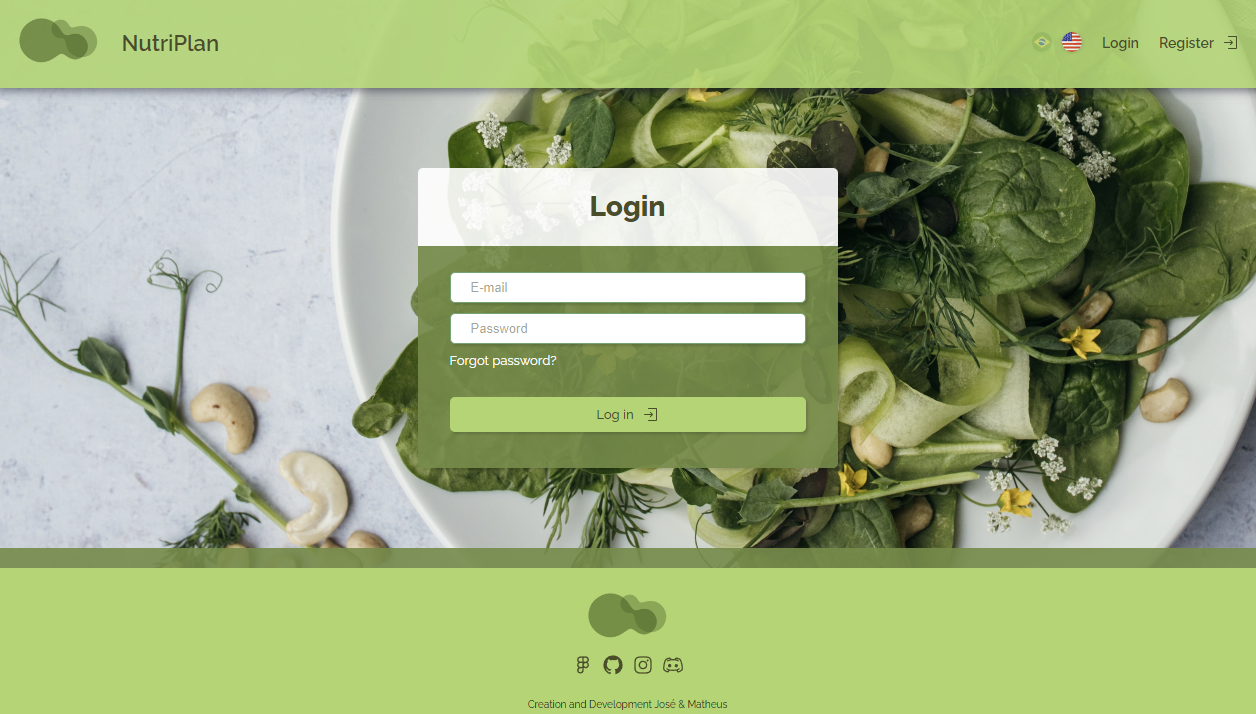 NutriPlan
Login
Register
Login
E-mail
Password
Forgot password?
Log in
Creation and Development José & Matheus